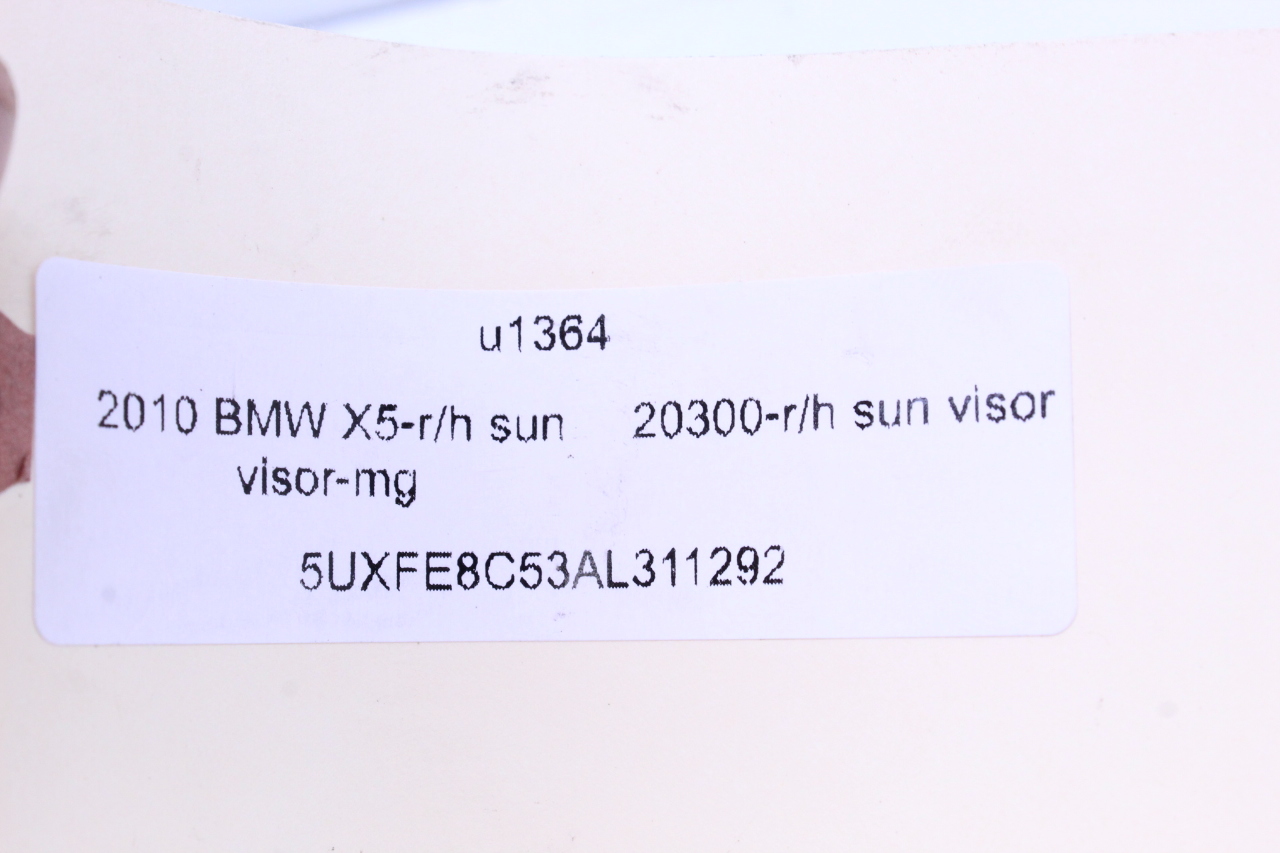 u1364
2010 BMW X5-r/h sun 20300-r/h sun visor
visor-mg
5UXFE8C53AL311292